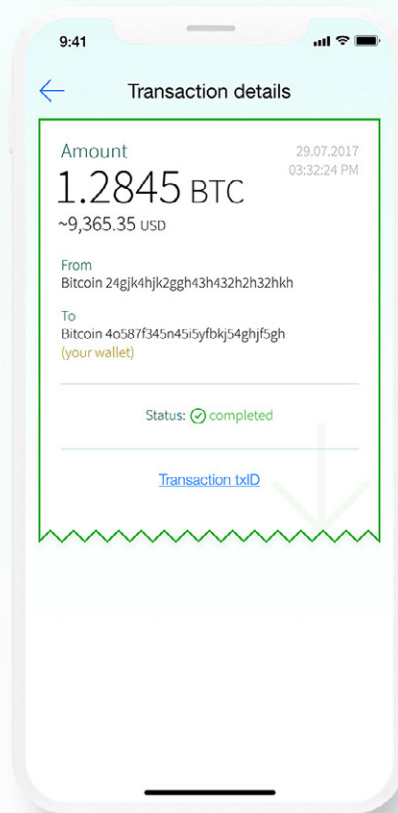 9:41
Transaction details
Amount
29.07.2017
1.2845 BTC
03:32:24 PM
~9,365.35 USD
From
Bitcoin 24gjk4hjk2ggh43h432h2h32hkh
To
Bitcoin 4o587f345n45i5yfbkj54ghjf5gh
(your wallet)
Status: completed
Transaction txID